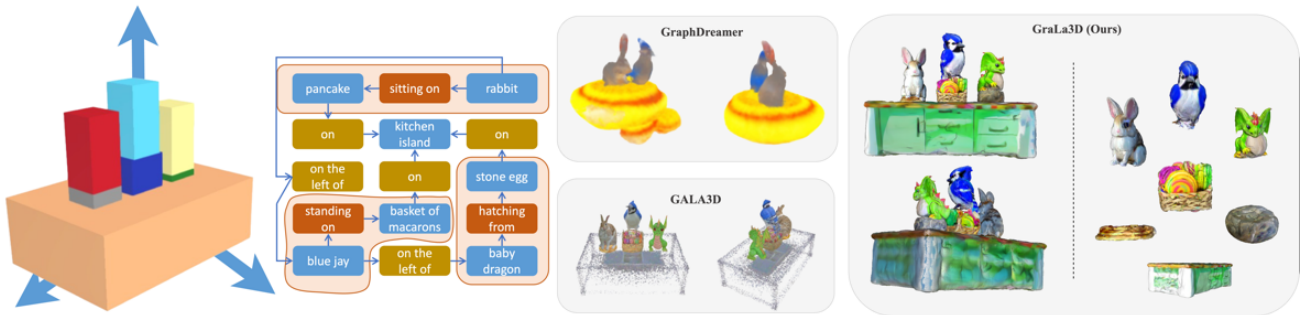 pancake
sitting on
rabbit
on
kitchen
island
on
on the
left of
on
stone egg
standing
on
basket of
macarons
hatching
from
blue jay
on the
left of
baby
dragon
GraphDreamer
GALA3D
GraLa3D (Ours)